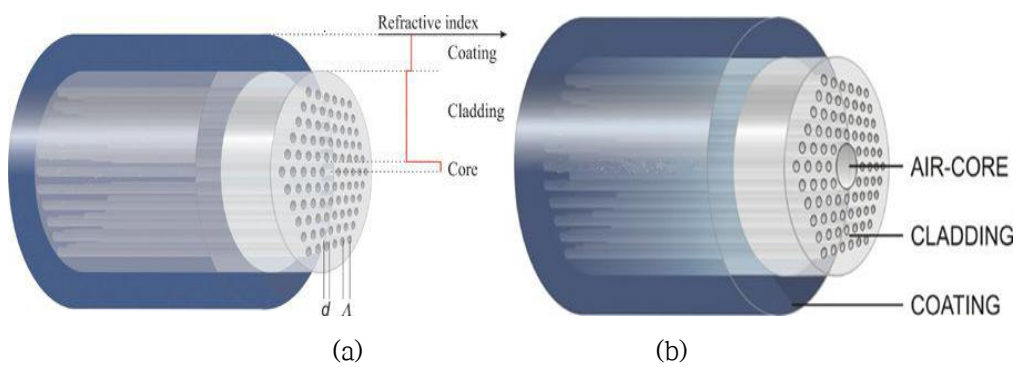 Refractive index
Coating
Cladding
Core
d Λ
(a)
AIR-CORE
CLADDING
COATING
(b)